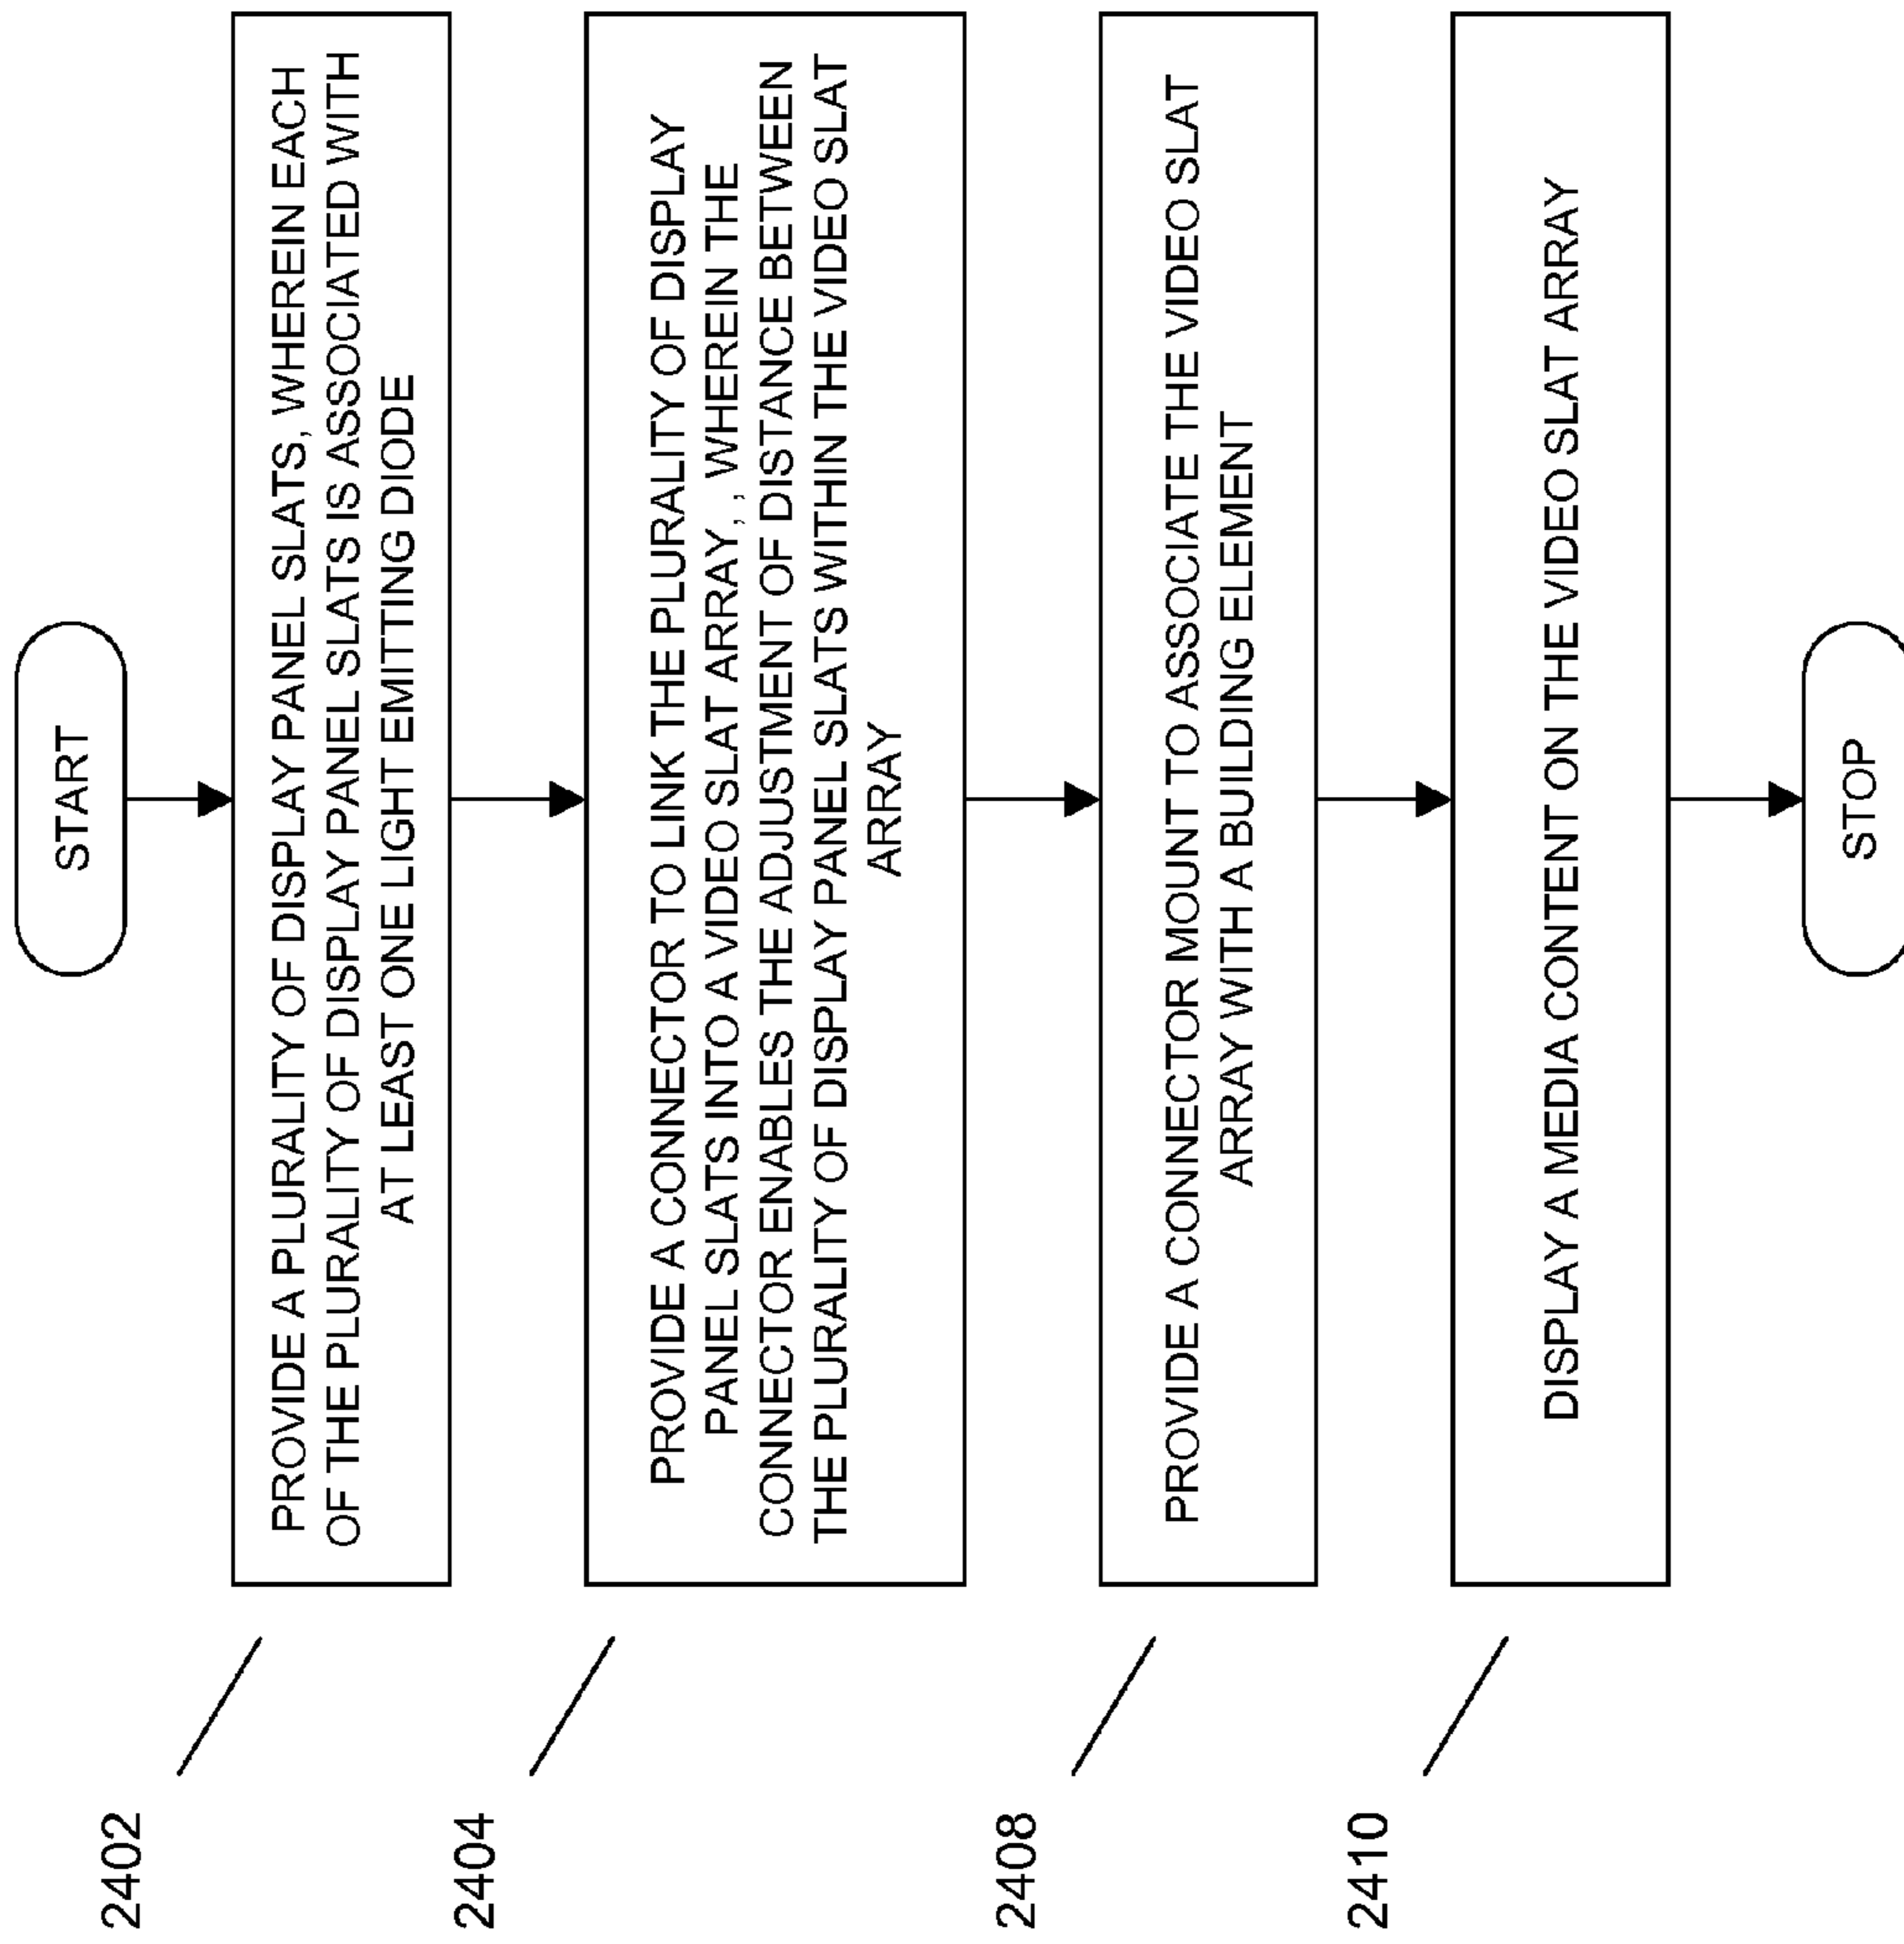 START
2402
PROVIDE A PLURALITY OF DISPLAY PANEL SLATS, WHEREIN EACH
OF THE PLURALITY OF DISPLAY PANEL SLATS IS ASSOCIATED WITH
AT LEAST ONE LIGHT EMITTING DIODE
2404
PROVIDE A CONNECTOR TO LINK THE PLURALITY OF DISPLAY
PANEL SLATS INTO A VIDEO SLAT ARRAY, , WHEREIN THE
CONNECTOR ENABLES THE ADJUSTMENT OF DISTANCE BETWEEN
THE PLURALITY OF DISPLAY PANEL SLATS WITHIN THE VIDEO SLAT
ARRAY
2408
PROVIDE A CONNECTOR MOUNT TO ASSOCIATE THE VIDEO SLAT
ARRAY WITH A BUILDING ELEMENT
2410
DISPLAY A MEDIA CONTENT ON THE VIDEO SLAT ARRAY
STOP